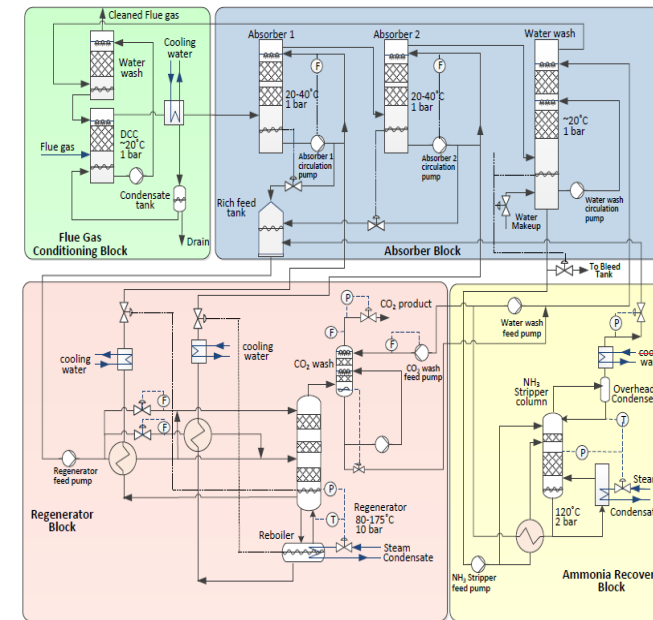 Cleaned Flue gas
Water
wash
Cooling
water
DCC
~20°C
1 bar
Flue gas
Condensate
tank
Drain
Flue Gas
Conditioning Block
Absorber 1
F
20-40°C
1 bar
Absorber 1
circulation
pump
Rich feed
tank
Absorber 2
F
20-40°C
1 bar
Absorber 2
circulation
pump
Water wash
~20°C
1 bar
Water wash
circulation
pump
Water
Makeup
Absorber Block
To Bleed
Tank
cooling
water
cooling
water
P
CO2 product
F
F
CO2 wash
CO2 wash
feed pump
Water wash
feed pump
F
F
Regenerator
feed pump
P
T
Regenerator
80-175°C
10 bar
Reboiler
Steam
Condensate
Regenerator
Block
P
coo
wa
NH3
Stripper
column
Overhead
Condense
T
P
120°C
2 bar
Stea
Condensat
NH3 Stripper
feed pump
Ammonia Recover
Block